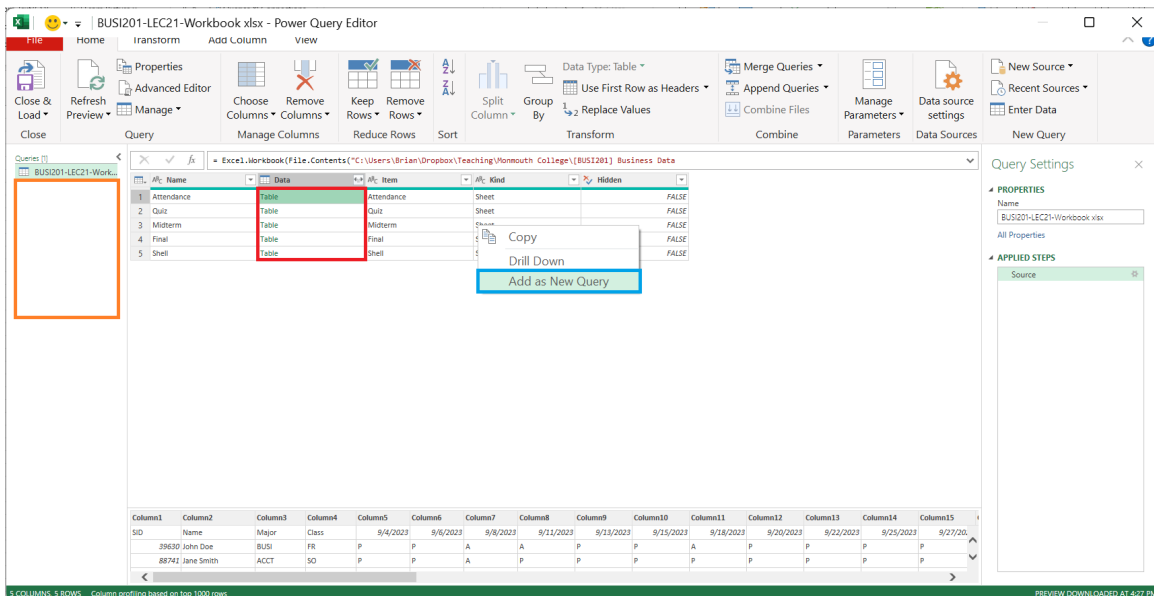 BUSI201-LEC21-Workbook xlsx - Power Query Editor
File Home Transform Add Column View
Close & Load
Refresh Preview
Properties
Advanced Editor
Manage
Choose Columns
Remove Columns
Keep Rows
Remove Rows
Split Column
Group By
Data Type: Table
Use First Row as Headers
1 2 Replace Values
Merge Queries
Append Queries
Combine Files
Manage Parameters
Data source settings
New Source
Recent Sources
Enter Data
Close Query Manage Columns Reduce Rows Sort Transform Combine Parameters Data Sources New Query
Queries [1]
BUSI201-LEC21-Work...
fx = Excel.Workbook(File.Contents("C:\Users\Brian\Dropbox\Teaching\Monmouth College\[BUSI201] Business Data
ABC Name Data ABC Item ABC Kind Hidden
1 Attendance Table Attendance Sheet FALSE
2 Quiz Table Quiz Sheet FALSE
3 Midterm Table Midterm Sheet FALSE
4 Final Table Final FALSE
5 Shell Table Shell FALSE
Copy
Drill Down
Add as New Query
Query Settings
PROPERTIES
Name
BUSI201-LEC21-Workbook xlsx
All Properties
APPLIED STEPS
Source
Column1 Column2 Column3 Column4 Column5 Column6 Column7 Column8 Column9 Column10 Column11 Column12 Column13 Column14 Column15
SID Name Major Class 9/4/2023 9/6/2023 9/8/2023 9/11/2023 9/13/2023 9/15/2023 9/18/2023 9/20/2023 9/22/2023 9/25/2023 9/27/20
39630 John Doe BUSI FR P P A A P P A P P P P
88741 Jane Smith ACCT SO P P A P P P P P P P P
5 COLUMNS, 5 ROWS Column profiling based on top 1000 rows
PREVIEW DOWNLOADED AT 4:27 PM